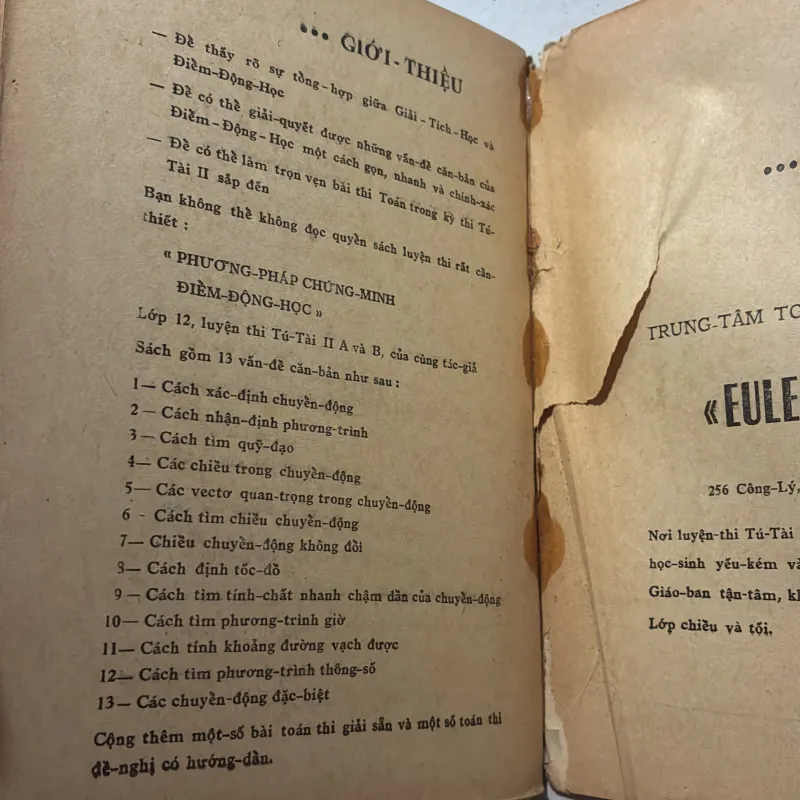 ••• GIỚI-THIỆU
— Để thấy rõ sự tổng-hợp giữa Giải-Tích-Học và
Điểm-Động-Học
— Để có thể giải-quyết được những vấn-đề căn-bản của
Điểm-Động-Học một cách gọn, nhanh và chính-xác
— Để có thể làm trọn vẹn bài thi Toán trong kỳ thi Tú-
Tài II sắp đến
Bạn không thể không đọc quyển sách luyện thi rất cần-
thiết :
« PHƯƠNG-PHÁP CHỨNG-MINH
ĐIỂM-ĐỘNG-HỌC »
Lớp 12, luyện thi Tú-Tài II A và B, của cùng tác-giả
Sách gồm 13 vấn-đề căn-bản như sau :
1— Cách xác-định chuyển-động
2 — Cách nhận-định phương-trình
3 — Cách tìm quỹ-đạo
4— Các chiều trong chuyển-động
5— Các vectơ quan-trọng trong chuyển-động
6 - Cách tìm chiều chuyển-động
7— Chiều chuyển-động không đổi
8— Cách định tốc-độ
9 — Cách tìm tính-chất nhanh chậm dần của chuyển-động
10— Cách tìm phương-trình giờ
11— Cách tính khoảng đường vạch được
12— Cách tìm phương-trình thông-số
13— Các chuyển-động đặc-biệt
Cộng thêm một-số bài toán thi giải sẵn và một số toán thi
đề-nghị có hướng-dẫn.
•••
TRUNG-TÂM TO
« EULE
256 Công-Lý,
Nơi luyện-thi Tú-Tài
học-sinh yếu-kém và
Giáo-ban tận-tâm, k
Lớp chiều và tối.